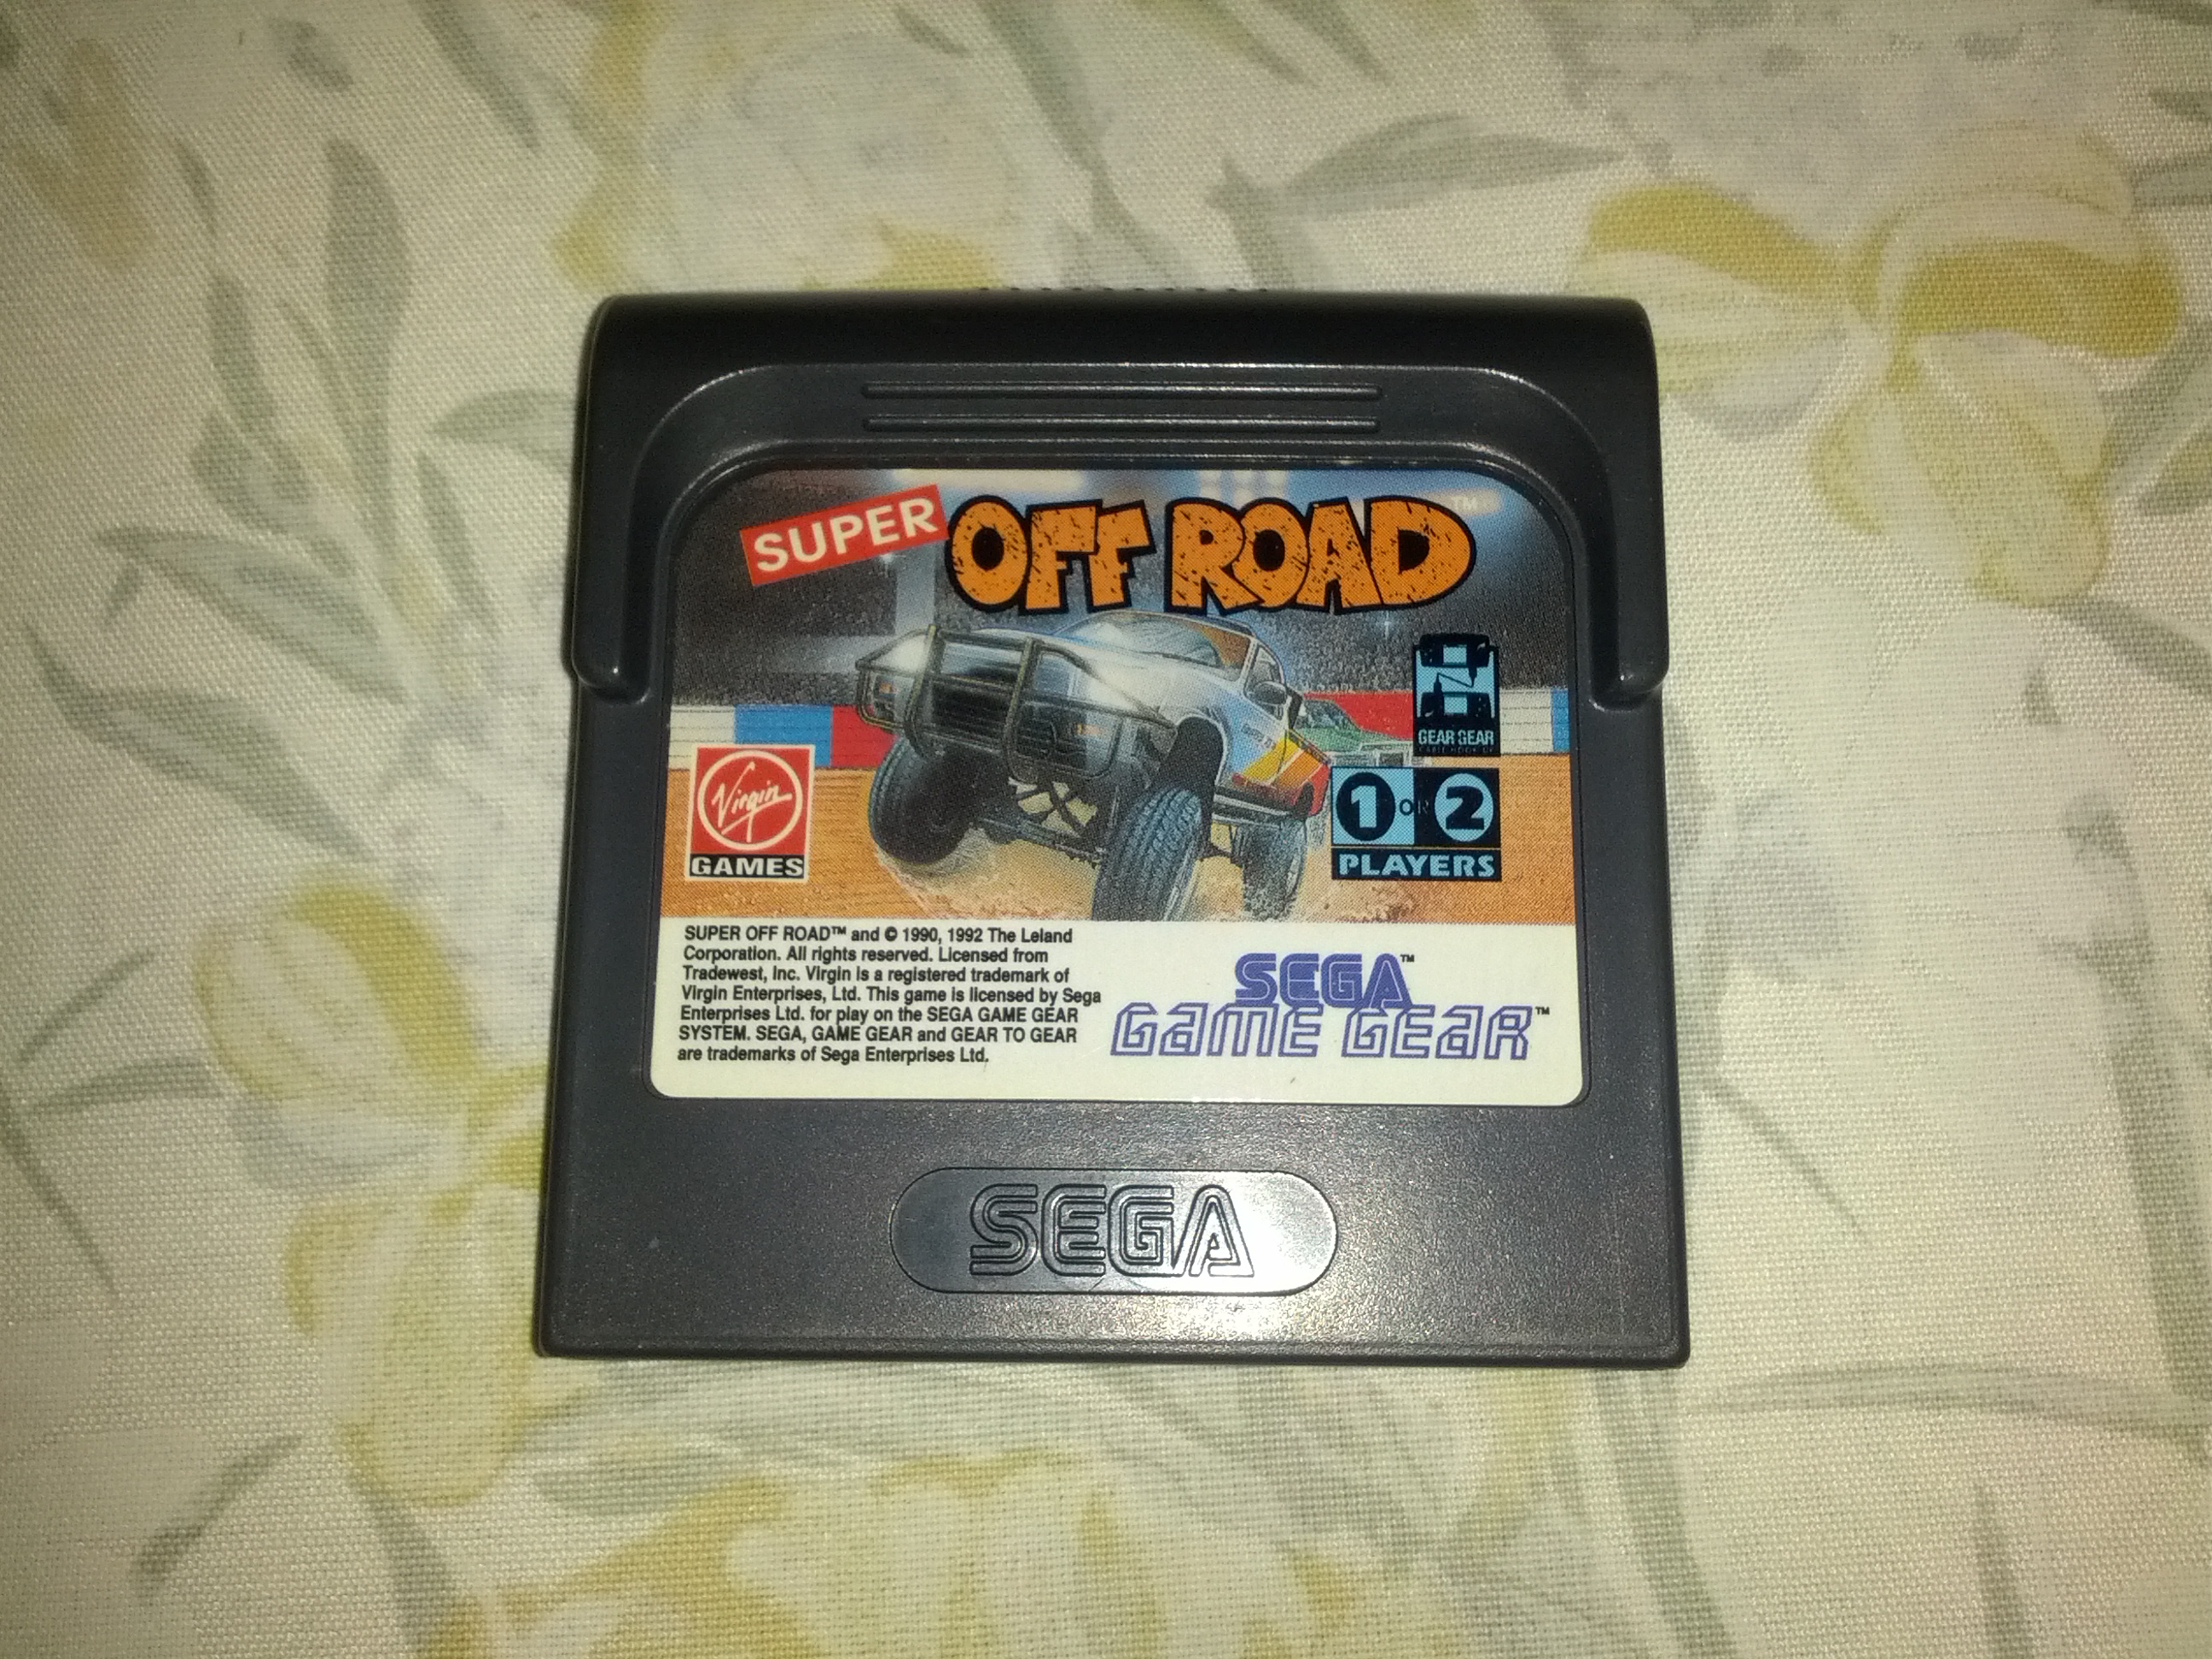 SUPER OFF ROAD™
GEAR GEAR
Virgin
GAMES
1 OR 2
PLAYERS
SUPER OFF ROAD™ and © 1990, 1992 The Leland
Corporation. All rights reserved. Licensed from
Tradewest, Inc. Virgin is a registered trademark of
Virgin Enterprises, Ltd. This game is licensed by Sega
Enterprises Ltd. for play on the SEGA GAME GEAR
SYSTEM. SEGA, GAME GEAR and GEAR TO GEAR
are trademarks of Sega Enterprises Ltd.
SEGA™
GAME GEAR™
SEGA